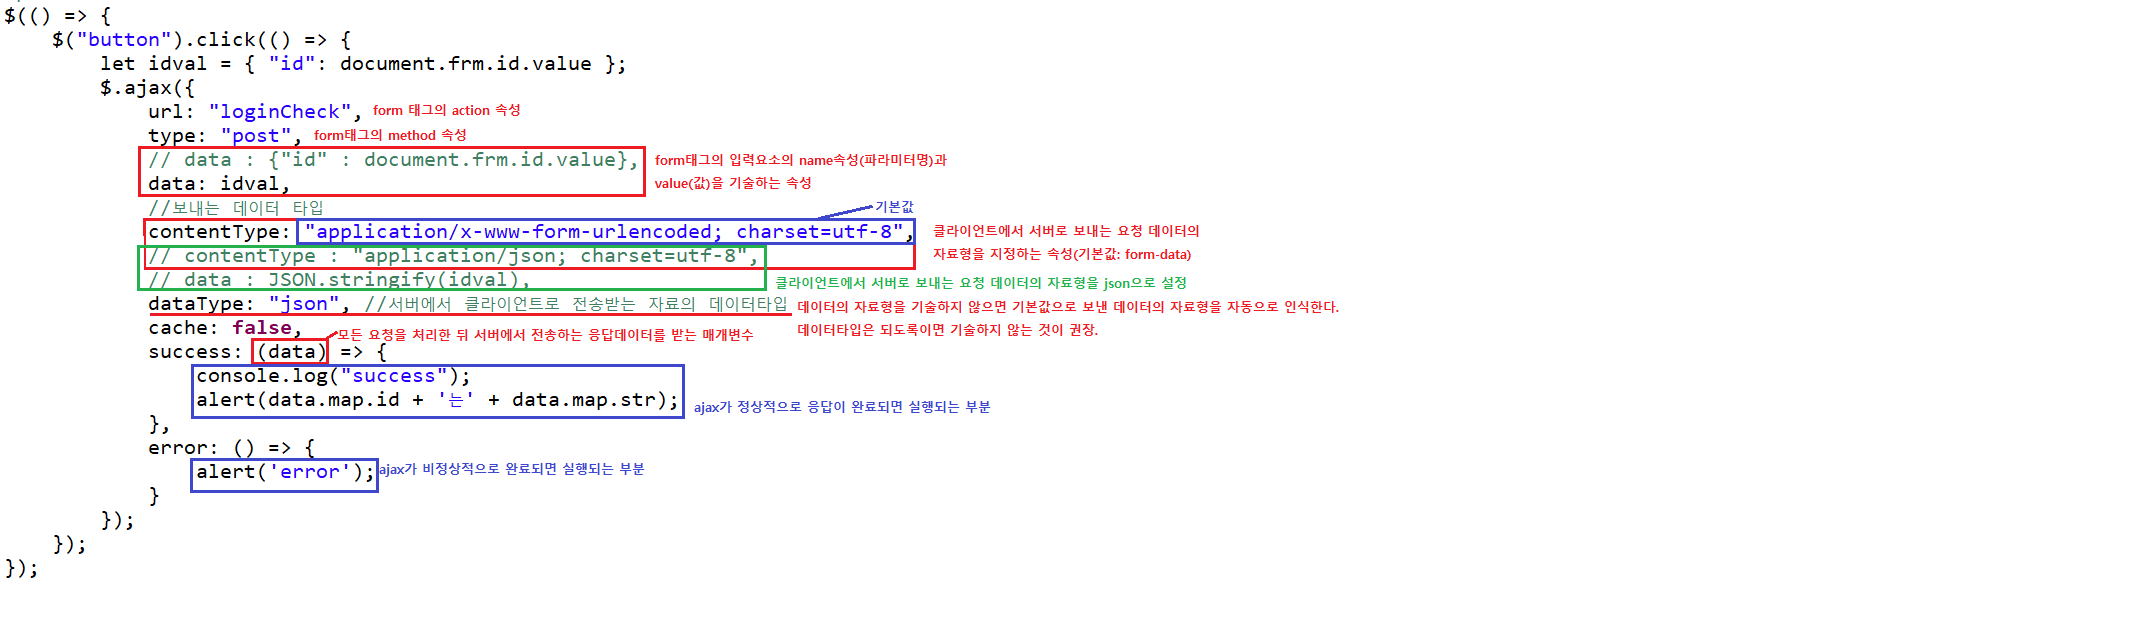 $(() => {
$("button").click(() => {
let idval = { "id": document.frm.id.value };
$.ajax({
url: "loginCheck", form 태그의 action 속성
type: "post", form태그의 method 속성
// data : {"id" : document.frm.id.value}, form태그의 입력요소의 name속성(파라미터명)과
data: idval, value(값)을 기술하는 속성
//보내는 데이터 타입 기본값
contentType: "application/x-www-form-urlencoded; charset=utf-8", 클라이언트에서 서버로 보내는 요청 데이터의
// contentType : "application/json; charset=utf-8", 자료형을 지정하는 속성(기본값: form-data)
// data : JSON.stringify(idval), 클라이언트에서 서버로 보내는 요청 데이터의 자료형을 json으로 설정
dataType: "json", //서버에서 클라이언트로 전송받는 자료의 데이터타입 데이터의 자료형을 기술하지 않으면 기본값으로 보낸 데이터의 자료형을 자동으로 인식한다.
cache: false, 데이터타입은 되도록이면 기술하지 않는 것이 권장.
모든 요청을 처리한 뒤 서버에서 전송하는 응답데이터를 받는 매개변수
success: (data) => {
console.log("success");
alert(data.map.id + '는' + data.map.str); ajax가 정상적으로 응답이 완료되면 실행되는 부분
},
error: () => {
alert('error'); ajax가 비정상적으로 완료되면 실행되는 부분
}
});
});
});